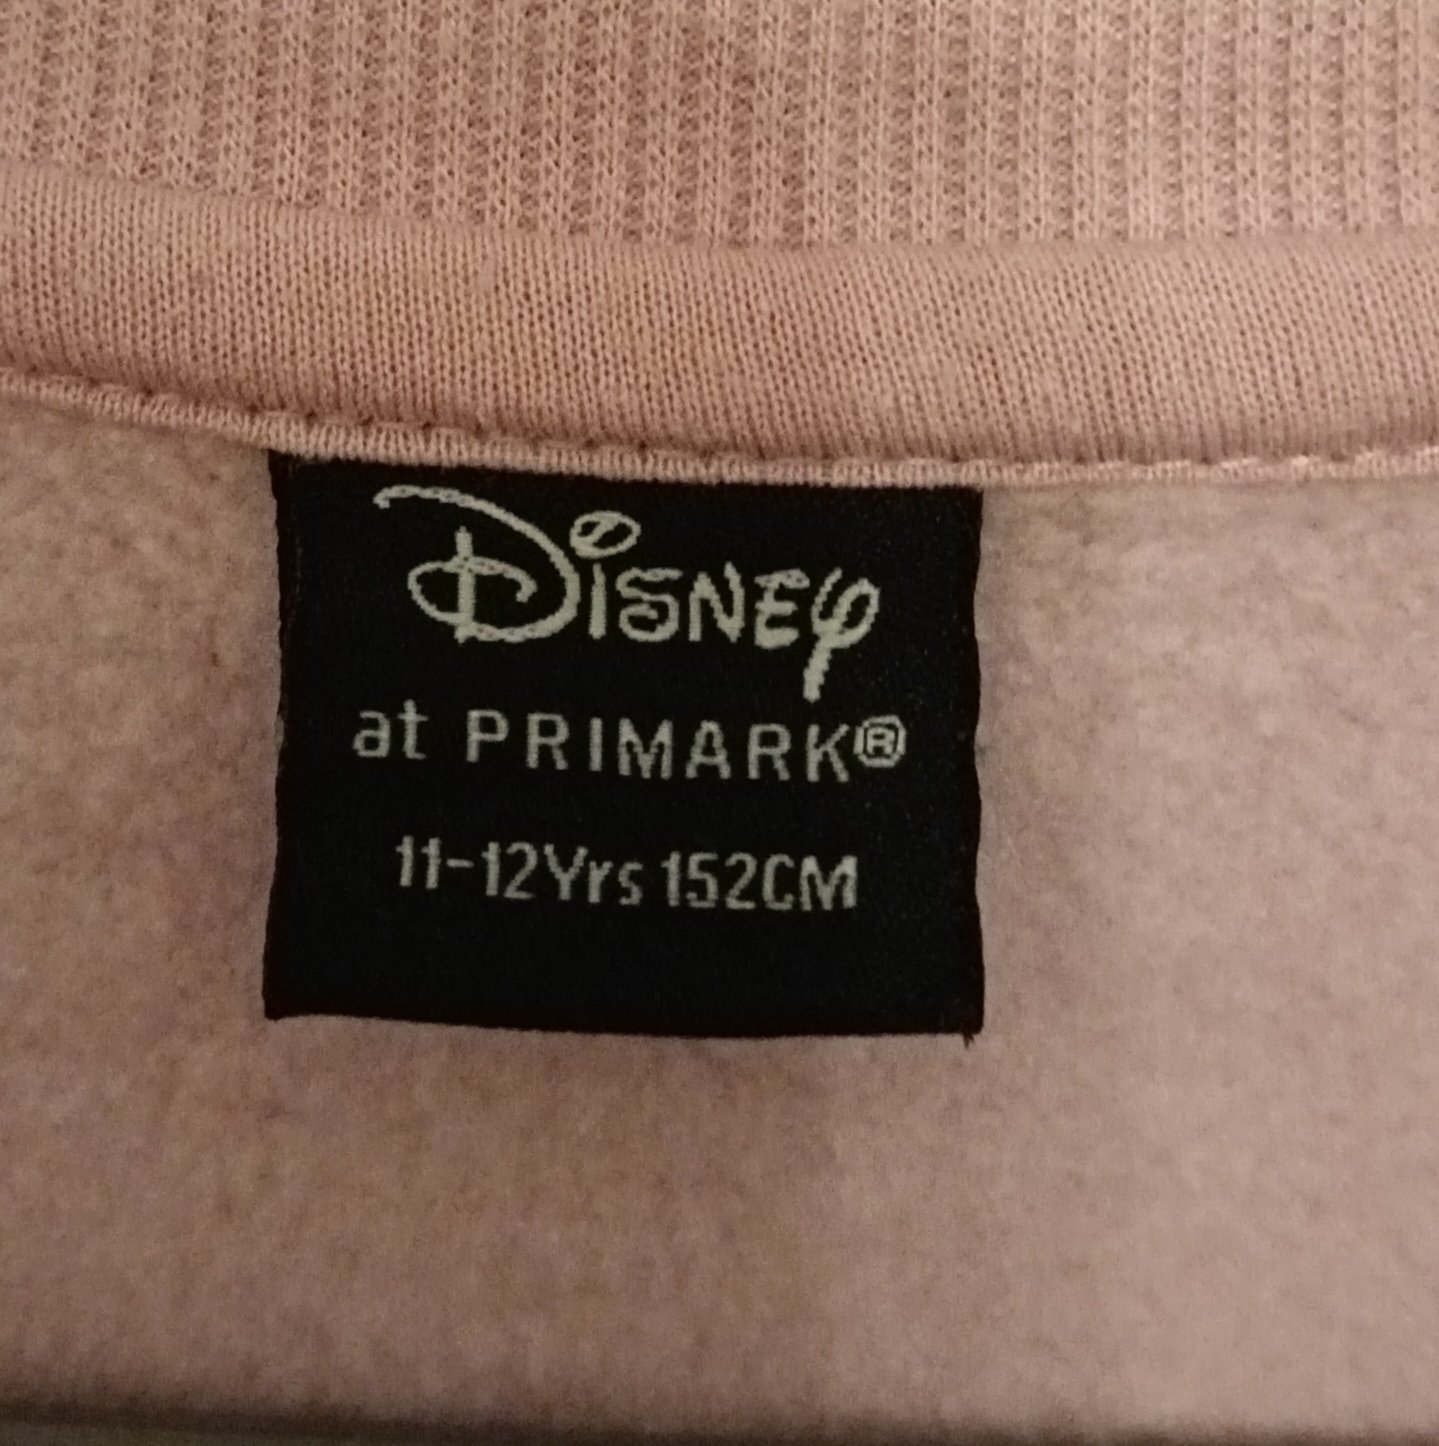 Disney
at PRIMARK®
11-12Yrs 152CM